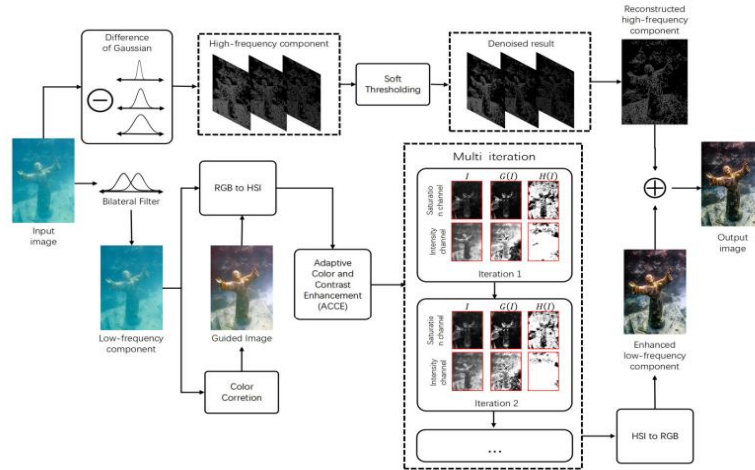 Difference
of Gaussian
High-frequency component
Soft
Thresholding
Denoised result
Reconstructed
high-frequency
component
Input
image
Bilateral Filter
Low-frequency
component
RGB to HSI
Guided Image
Color
Corretion
Adaptive
Color and
Contrast
Enhancement
(ACCE)
Multi iteration
I G(I) H(I)
Saturatio
n channel
Intensity
channel
Iteration 1
I G(I) H(I)
Saturatio
n channel
Intensity
channel
Iteration 2
...
HSI to RGB
Enhanced
low-frequency
component
Output
image